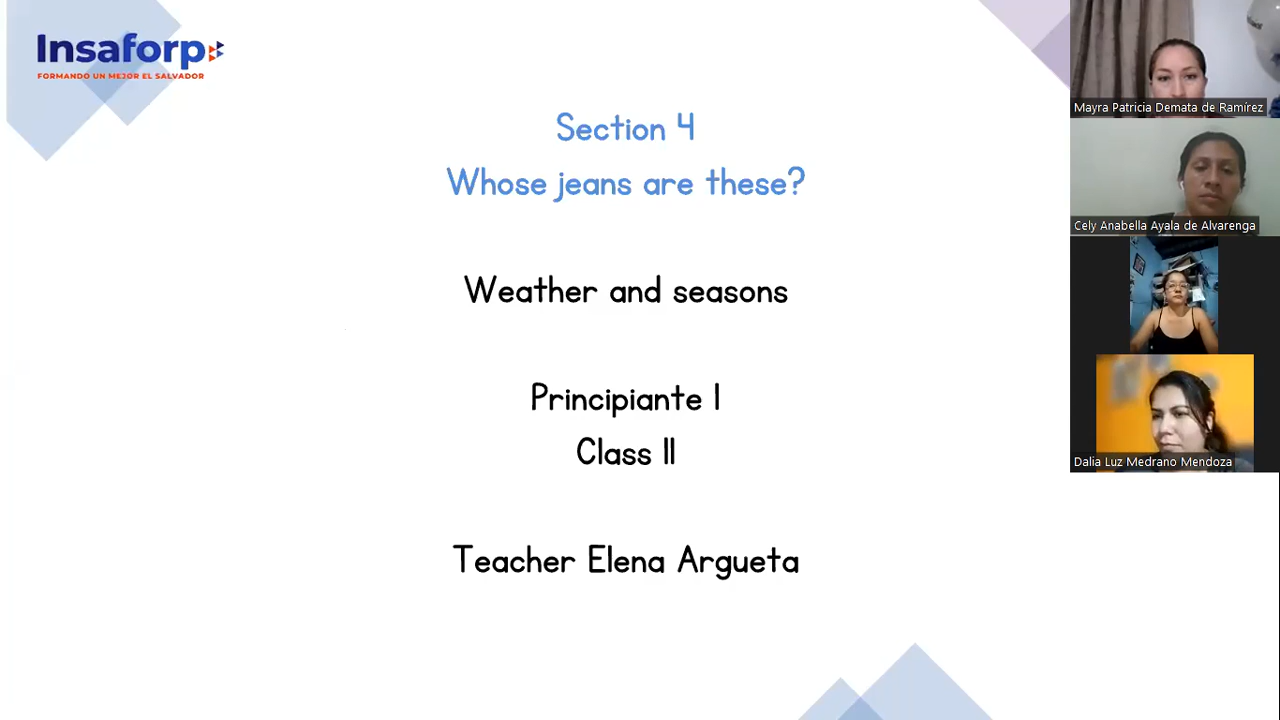 Insaforp
FORMANDO UN MEJOR EL SALVADOR
Section 4
Whose jeans are these?
Weather and seasons
Principiante I
Class II
Teacher Elena Argueta
Mayra Patricia Demata de Ramírez
Cely Anabella Ayala de Alvarenga
Dalia Luz Medrano Mendoza